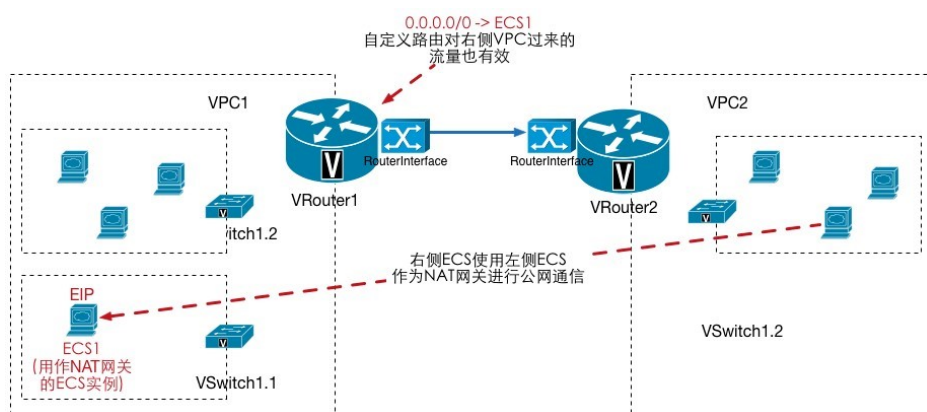 0.0.0.0/0 -> ECS1
自定义路由对右侧VPC过来的
流量也有效
VPC1
VPC2
RouterInterface
RouterInterface
VRouter1
VRouter2
itch1.2
右侧ECS使用左侧ECS
作为NAT网关进行公网通信
EIP
ECS1
(用作NAT网关
的ECS实例)
VSwitch1.1
VSwitch1.2
V
V
V
V
V